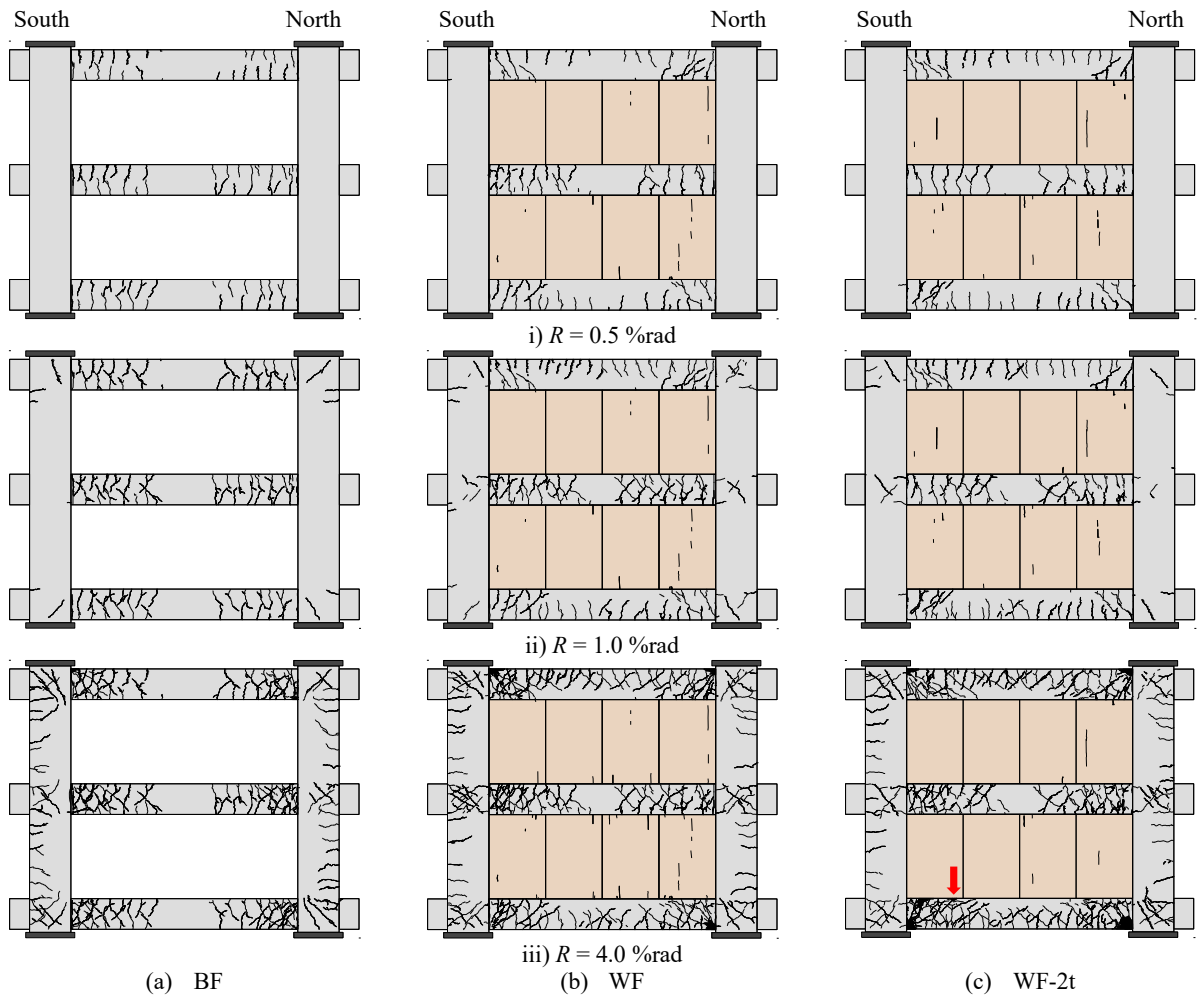 South North South North South North
i) R = 0.5 %rad
ii) R = 1.0 %rad
iii) R = 4.0 %rad
(a) BF (b) WF (c) WF-2t